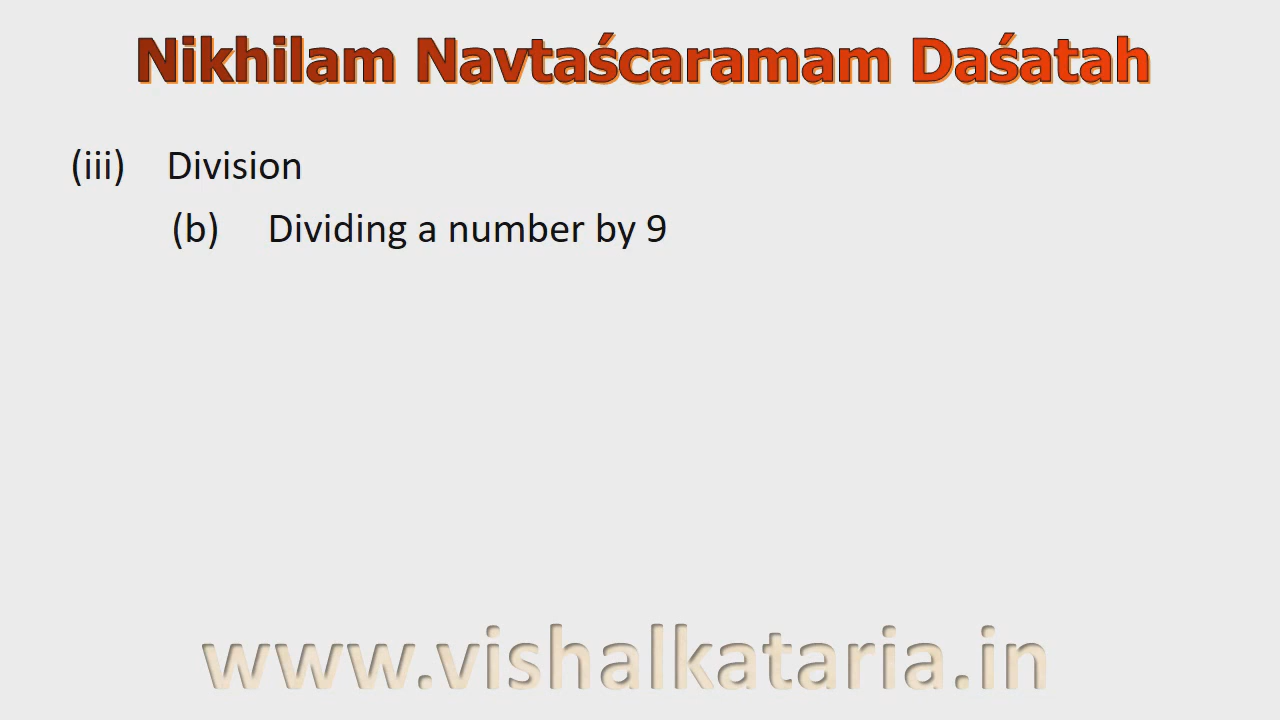 Nikhilam Navtaścaramam Daśatah
(iii) Division
(b) Dividing a number by 9
www.vishalkataria.in